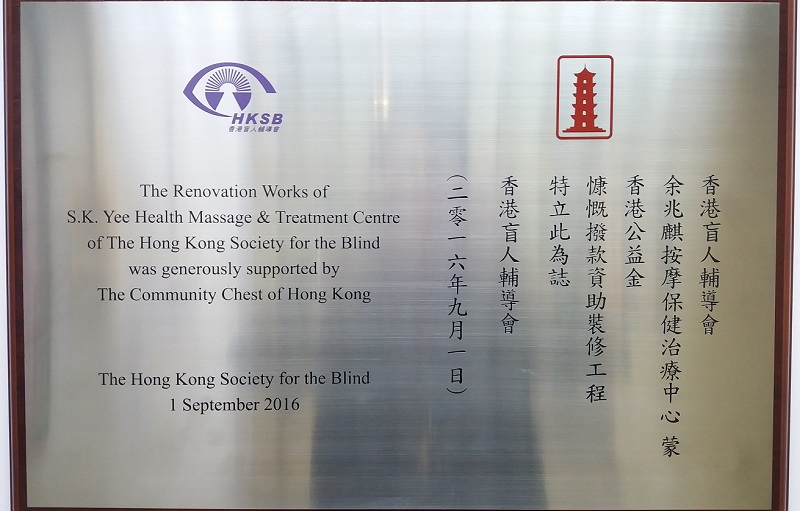 HKSB
香港盲人輔導會
The Renovation Works of
S.K. Yee Health Massage & Treatment Centre
of The Hong Kong Society for the Blind
was generously supported by
The Community Chest of Hong Kong
The Hong Kong Society for the Blind
1 September 2016
香港盲人輔導會
余兆麒按摩保健治療中心 蒙
香港公益金
慷慨撥款資助裝修工程
特立此為誌
香港盲人輔導會
（二零一六年九月一日）